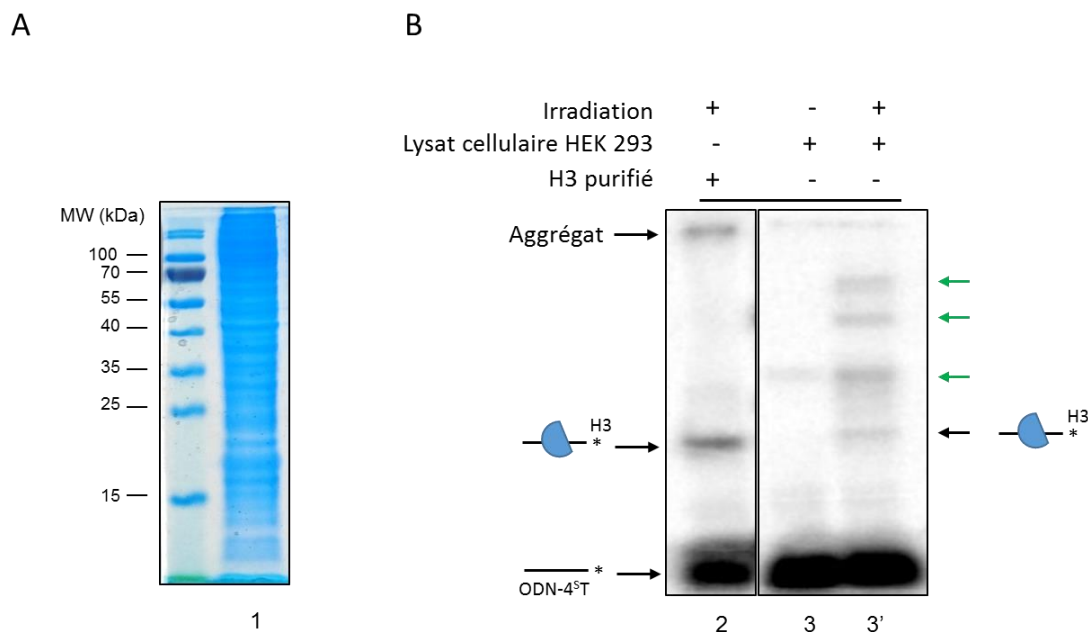 A
B
Irradiation + - +
Lysat cellulaire HEK 293 - + +
H3 purifié + - -
MW (kDa)
100
70
55
40
35
25
15
Aggrégat
H3
*
H3
*
*
ODN-4ST
1
2
3
3’